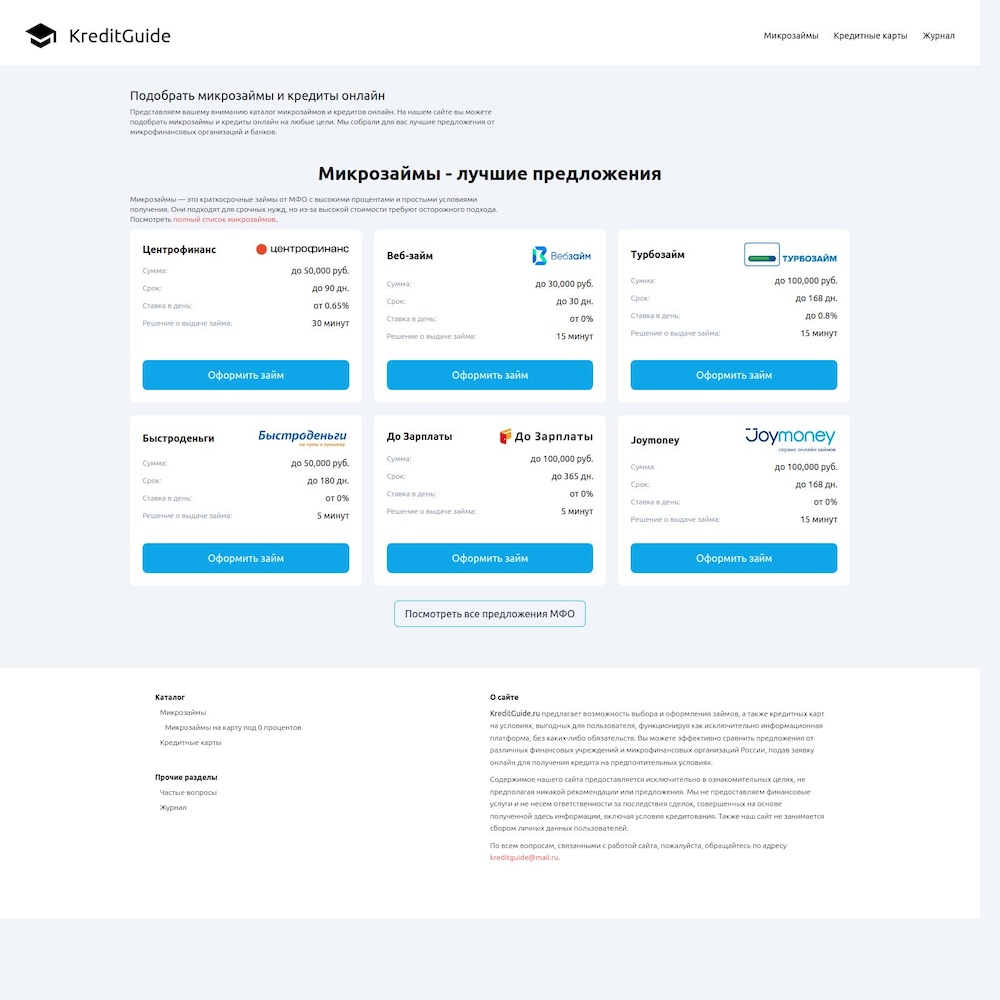 KreditGuide
Микрозаймы Кредитные карты Журнал
Подобрать микрозаймы и кредиты онлайн
Представляем вашему вниманию каталог микрозаймов и кредитов онлайн. На нашем сайте вы можете
подобрать микрозаймы и кредиты онлайн на любые цели. Мы собрали для вас лучшие предложения от
микрофинансовых организаций и банков.
Микрозаймы - лучшие предложения
Микрозаймы — это краткосрочные займы от МФО с высокими процентами и простыми условиями
получения. Они подходят для срочных нужд, но из-за высокой стоимости требуют осторожного подхода.
Посмотреть полный список микрозаймов.
Центрофинанс центрофинанс
Сумма: до 50,000 руб.
Срок: до 90 дн.
Ставка в день: от 0.65%
Решение о выдаче займа: 30 минут
Оформить займ
Веб-займ Вебзайм
Сумма: до 30,000 руб.
Срок: до 30 дн.
Ставка в день: от 0%
Решение о выдаче займа: 15 минут
Оформить займ
Турбозайм ТУРБОЗАЙМ
Сумма: до 100,000 руб.
Срок: до 168 дн.
Ставка в день: до 0.8%
Решение о выдаче займа: 15 минут
Оформить займ
Быстроденьги Быстроденьги
на пути к лучшему
Сумма: до 50,000 руб.
Срок: до 180 дн.
Ставка в день: от 0%
Решение о выдаче займа: 5 минут
Оформить займ
До Зарплаты До Зарплаты
Сумма: до 100,000 руб.
Срок: до 365 дн.
Ставка в день: от 0%
Решение о выдаче займа: 5 минут
Оформить займ
Joymoney Joymoney
сервис онлайн займов
Сумма: до 100,000 руб.
Срок: до 168 дн.
Ставка в день: от 0%
Решение о выдаче займа: 15 минут
Оформить займ
Посмотреть все предложения МФО
Каталог
Микрозаймы
Микрозаймы на карту под 0 процентов
Кредитные карты
Прочие разделы
Частые вопросы
Журнал
О сайте
KreditGuide.ru предлагает возможность выбора и оформления займов, а также кредитных карт
на условиях, выгодных для пользователя, функционируя как исключительно информационная
платформа, без каких-либо обязательств. Вы можете эффективно сравнить предложения от
различных финансовых учреждений и микрофинансовых организаций России, подав заявку
онлайн для получения кредита на предпочтительных условиях.
Содержимое нашего сайта предоставляется исключительно в ознакомительных целях, не
предполагая никакой рекомендации или предложения. Мы не предоставляем финансовые
услуги и не несем ответственности за последствия сделок, совершенных на основе
полученной здесь информации, включая условия кредитования. Также наш сайт не занимается
сбором личных данных пользователей.
По всем вопросам, связанными с работой сайта, пожалуйста, обращайтесь по адресу
kreditguide@mail.ru.